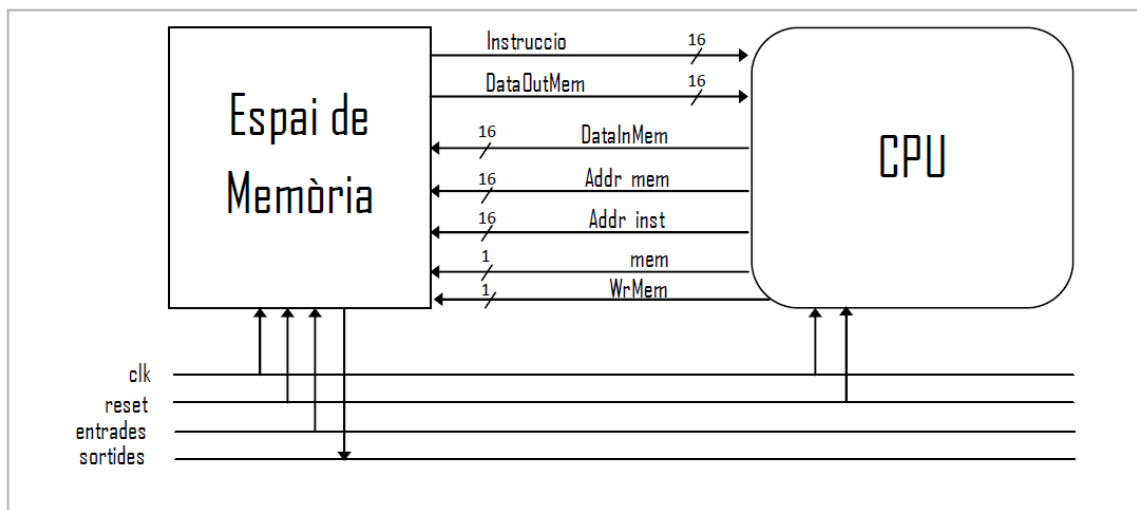 Espai de
Memòria
CPU
Instruccio 16
DataOutMem 16
16 DataInMem
16 Addr mem
16 Addr inst
1 mem
1 WrMem
clk
reset
entrades
sortides